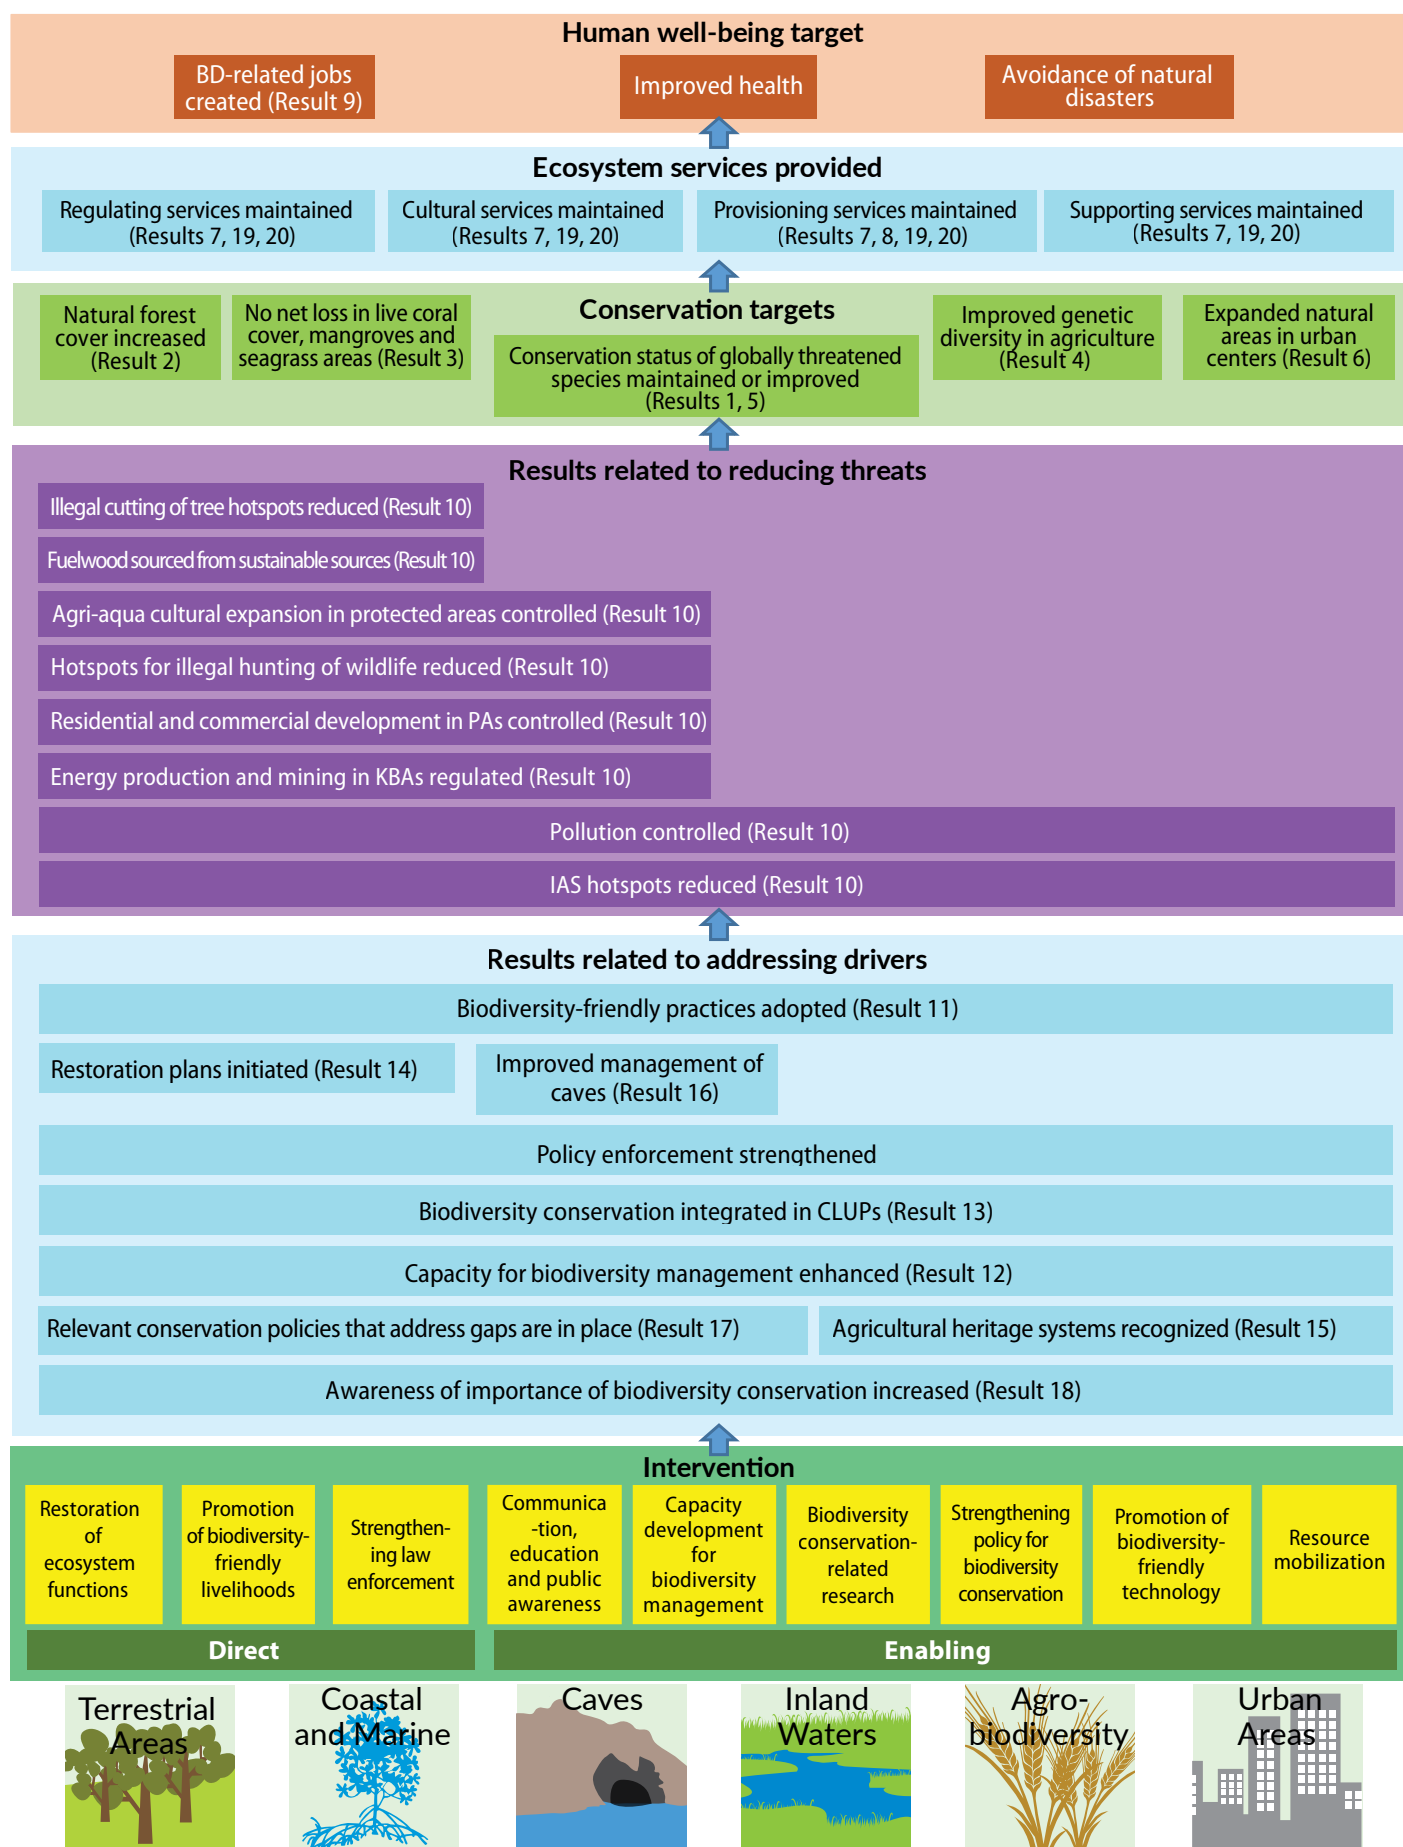 Human well-being target
BD-related jobs
created (Result 9)
Improved health
Avoidance of natural
disasters
Ecosystem services provided
Regulating services maintained
(Results 7, 19, 20)
Cultural services maintained
(Results 7, 19, 20)
Provisioning services maintained
(Results 7, 8, 19, 20)
Supporting services maintained
(Results 7, 19, 20)
Conservation targets
Natural forest
cover increased
(Result 2)
No net loss in live coral
cover, mangroves and
seagrass areas (Result 3)
Conservation status of globally threatened
species maintained or improved
(Results 1, 5)
Improved genetic
diversity in agriculture
(Result 4)
Expanded natural
areas in urban
centers (Result 6)
Results related to reducing threats
Illegal cutting of tree hotspots reduced (Result 10)
Fuelwood sourced from sustainable sources (Result 10)
Agri-aqua cultural expansion in protected areas controlled (Result 10)
Hotspots for illegal hunting of wildlife reduced (Result 10)
Residential and commercial development in PAs controlled (Result 10)
Energy production and mining in KBAs regulated (Result 10)
Pollution controlled (Result 10)
IAS hotspots reduced (Result 10)
Results related to addressing drivers
Biodiversity-friendly practices adopted (Result 11)
Restoration plans initiated (Result 14)
Improved management of
caves (Result 16)
Policy enforcement strengthened
Biodiversity conservation integrated in CLUPs (Result 13)
Capacity for biodiversity management enhanced (Result 12)
Relevant conservation policies that address gaps are in place (Result 17)
Agricultural heritage systems recognized (Result 15)
Awareness of importance of biodiversity conservation increased (Result 18)
Intervention
Restoration
of
ecosystem
functions
Promotion
of biodiversity-
friendly
livelihoods
Strengthen-
ing law
enforcement
Communica
-tion,
education
and public
awareness
Capacity
development
for
biodiversity
management
Biodiversity
conservation-
related
research
Strengthening
policy for
biodiversity
conservation
Promotion of
biodiversity-
friendly
technology
Resource
mobilization
Direct
Enabling
Terrestrial
Areas
Coastal
and Marine
Caves
Inland
Waters
Agro-
biodiversity
Urban
Areas